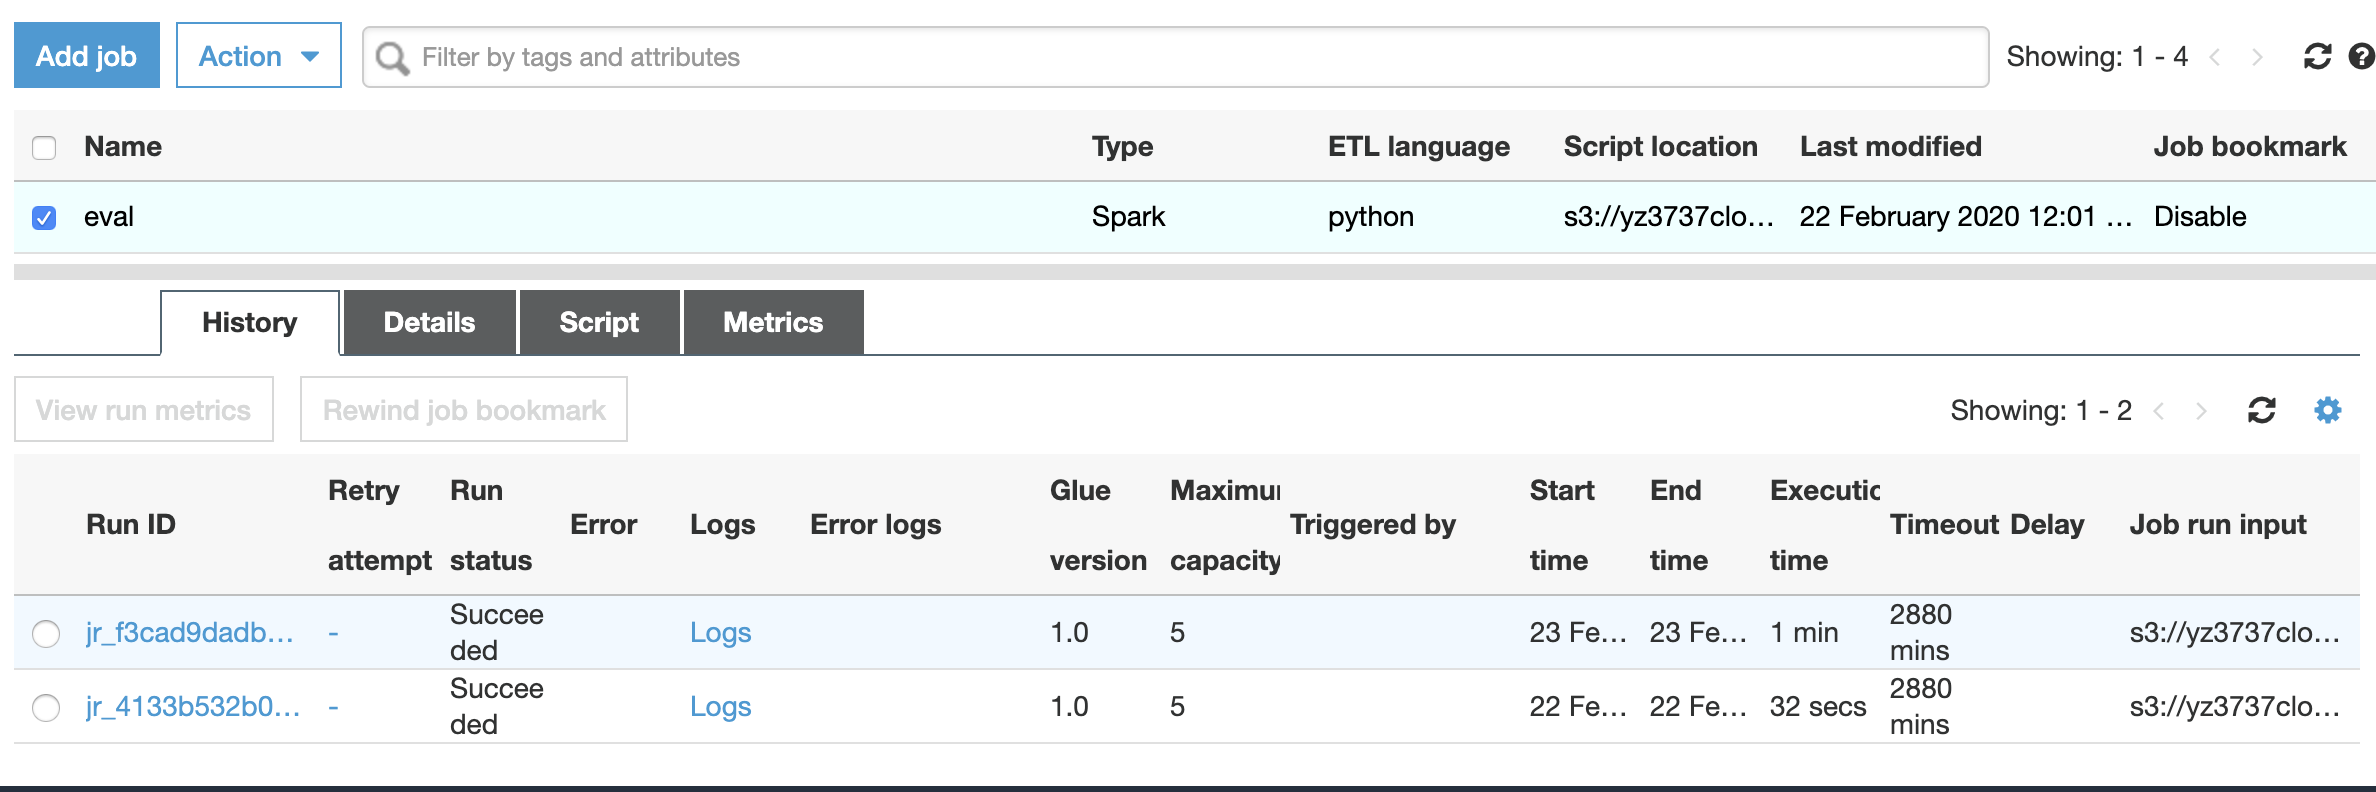 Add job Action Filter by tags and attributes Showing: 1 - 4
Name Type ETL language Script location Last modified Job bookmark
eval Spark python s3://yz3737clo... 22 February 2020 12:01 ... Disable
History Details Script Metrics
View run metrics Rewind job bookmark Showing: 1 - 2
Run ID Retry attempt Run status Error Logs Error logs Glue version Maximu capacity Triggered by Start time End time Executic time Timeout Delay Job run input
jr_f3cad9dadb... - Succee ded Logs 1.0 5 23 Fe... 23 Fe... 1 min 2880 mins s3://yz3737clo...
jr_4133b532b0... - Succee ded Logs 1.0 5 22 Fe... 22 Fe... 32 secs 2880 mins s3://yz3737clo...